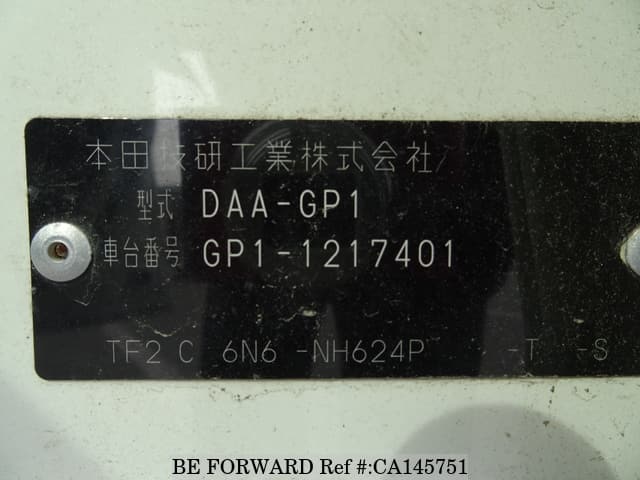 本田技研工業株式会社
型式 DAA-GP1
車台番号 GP1-1217401
TF2 C 6N6 -NH624P -T -S
BE FORWARD Ref #:CA145751